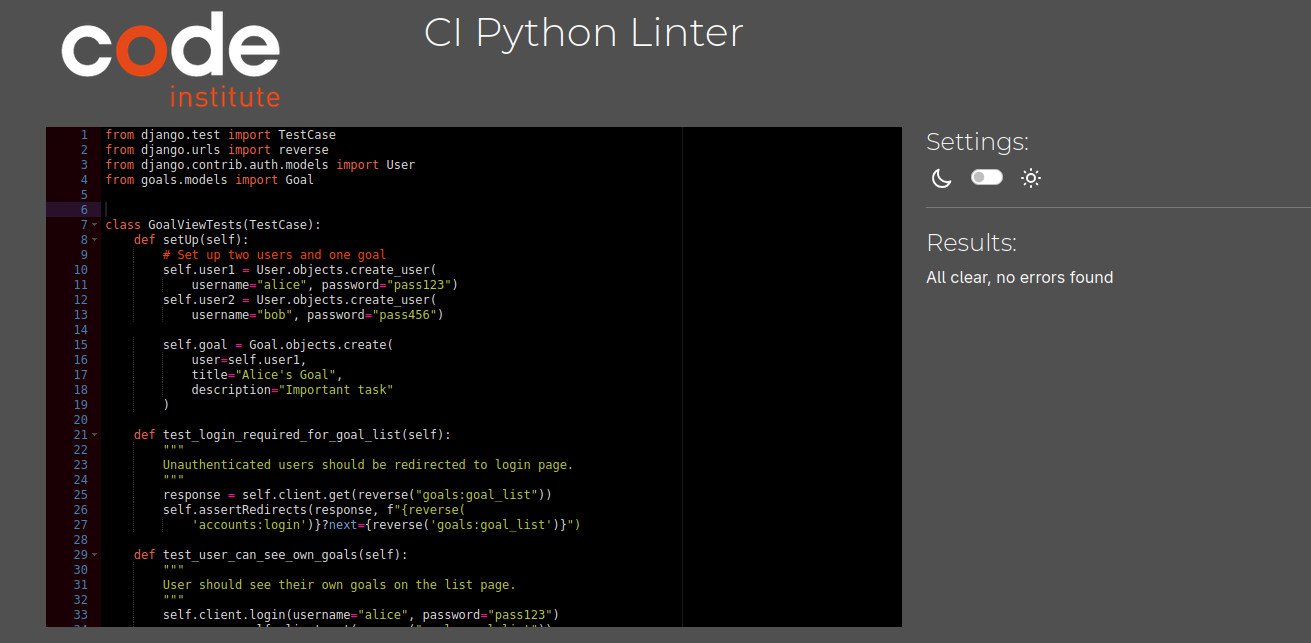 code
institute
CI Python Linter
1 from django.test import TestCase
2 from django.urls import reverse
3 from django.contrib.auth.models import User
4 from goals.models import Goal
5
6
7 class GoalViewTests(TestCase):
8     def setUp(self):
9         # Set up two users and one goal
10         self.user1 = User.objects.create_user(
11             username="alice", password="pass123")
12         self.user2 = User.objects.create_user(
13             username="bob", password="pass456")
14
15         self.goal = Goal.objects.create(
16             user=self.user1,
17             title="Alice's Goal",
18             description="Important task"
19         )
20
21     def test_login_required_for_goal_list(self):
22         """
23         Unauthenticated users should be redirected to login page.
24         """
25         response = self.client.get(reverse("goals:goal_list"))
26         self.assertRedirects(response, f"{reverse(
27             'accounts:login')}?next={reverse('goals:goal_list')}")
28
29     def test_user_can_see_own_goals(self):
30         """
31         User should see their own goals on the list page.
32         """
33         self.client.login(username="alice", password="pass123")
Settings:
Results:
All clear, no errors found